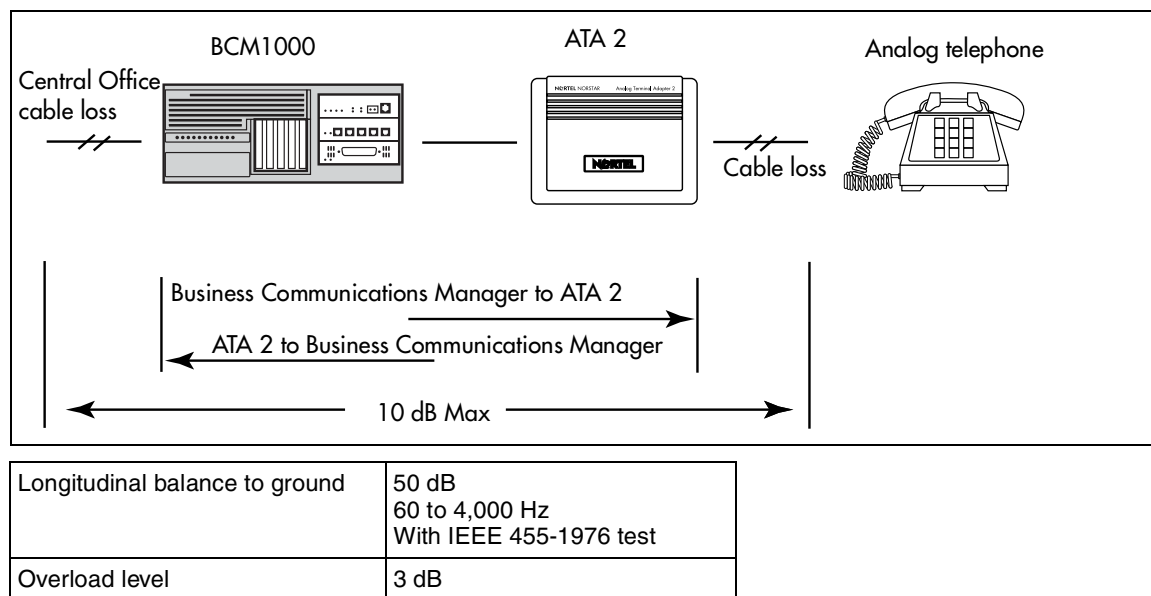 BCM1000
ATA 2
Analog telephone
Central Office
cable loss
NORTEL NORSTAR Analog Terminal Adapter 2
NORTEL
Cable loss
Business Communications Manager to ATA 2
ATA 2 to Business Communications Manager
10 dB Max
Longitudinal balance to ground
50 dB
60 to 4,000 Hz
With IEEE 455-1976 test
Overload level
3 dB